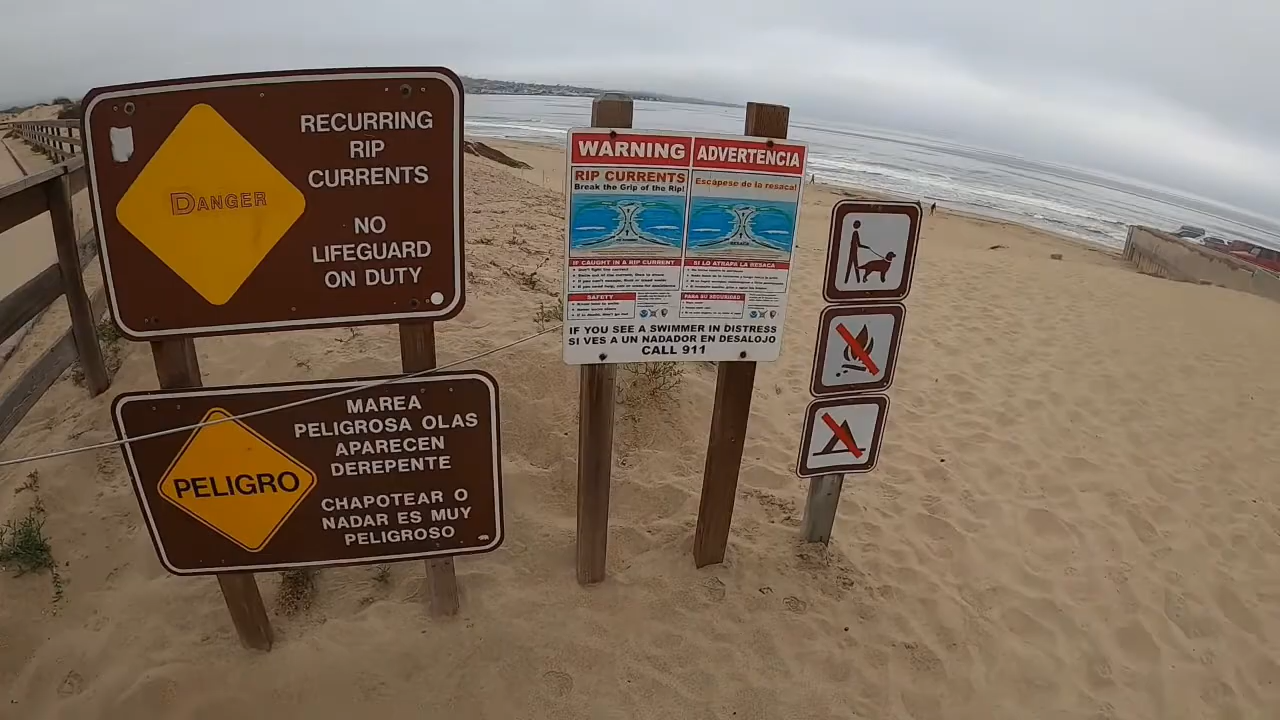 DANGER
RECURRING
RIP
CURRENTS
NO
LIFEGUARD
ON DUTY
PELIGRO
MAREA
PELIGROSA OLAS
APARECEN
DEREPENTE
CHAPOTEAR O
NADAR ES MUY
PELIGROSO
WARNING
RIP CURRENTS
Break the Grip of the Rip!
IF CAUGHT IN A RIP CURRENT
SAFETY
ADVERTENCIA
Escápese de la resaca!
RESACA
SI LO ATRAPA LA RESACA
PARA SU SEGURIDAD
IF YOU SEE A SWIMMER IN DISTRESS
SI VES A UN NADADOR EN DESALOJO
CALL 911